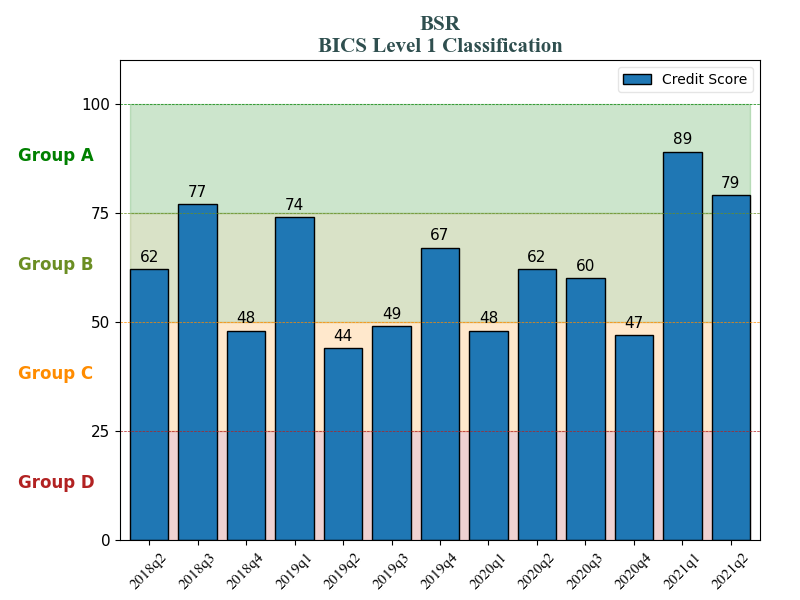 BSR
BICS Level 1 Classification
Credit Score
100
75
50
25
0
Group A
Group B
Group C
Group D
62
77
48
74
44
49
67
48
62
60
47
89
79
2018q2
2018q3
2018q4
2019q1
2019q2
2019q3
2019q4
2020q1
2020q2
2020q3
2020q4
2021q1
2021q2